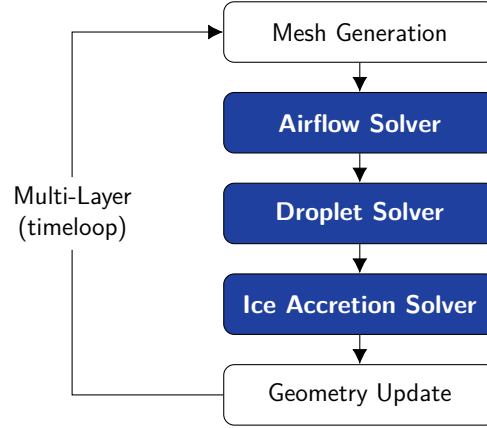 Mesh Generation
Airflow Solver
Droplet Solver
Multi-Layer
(timeloop)
Ice Accretion Solver
Geometry Update